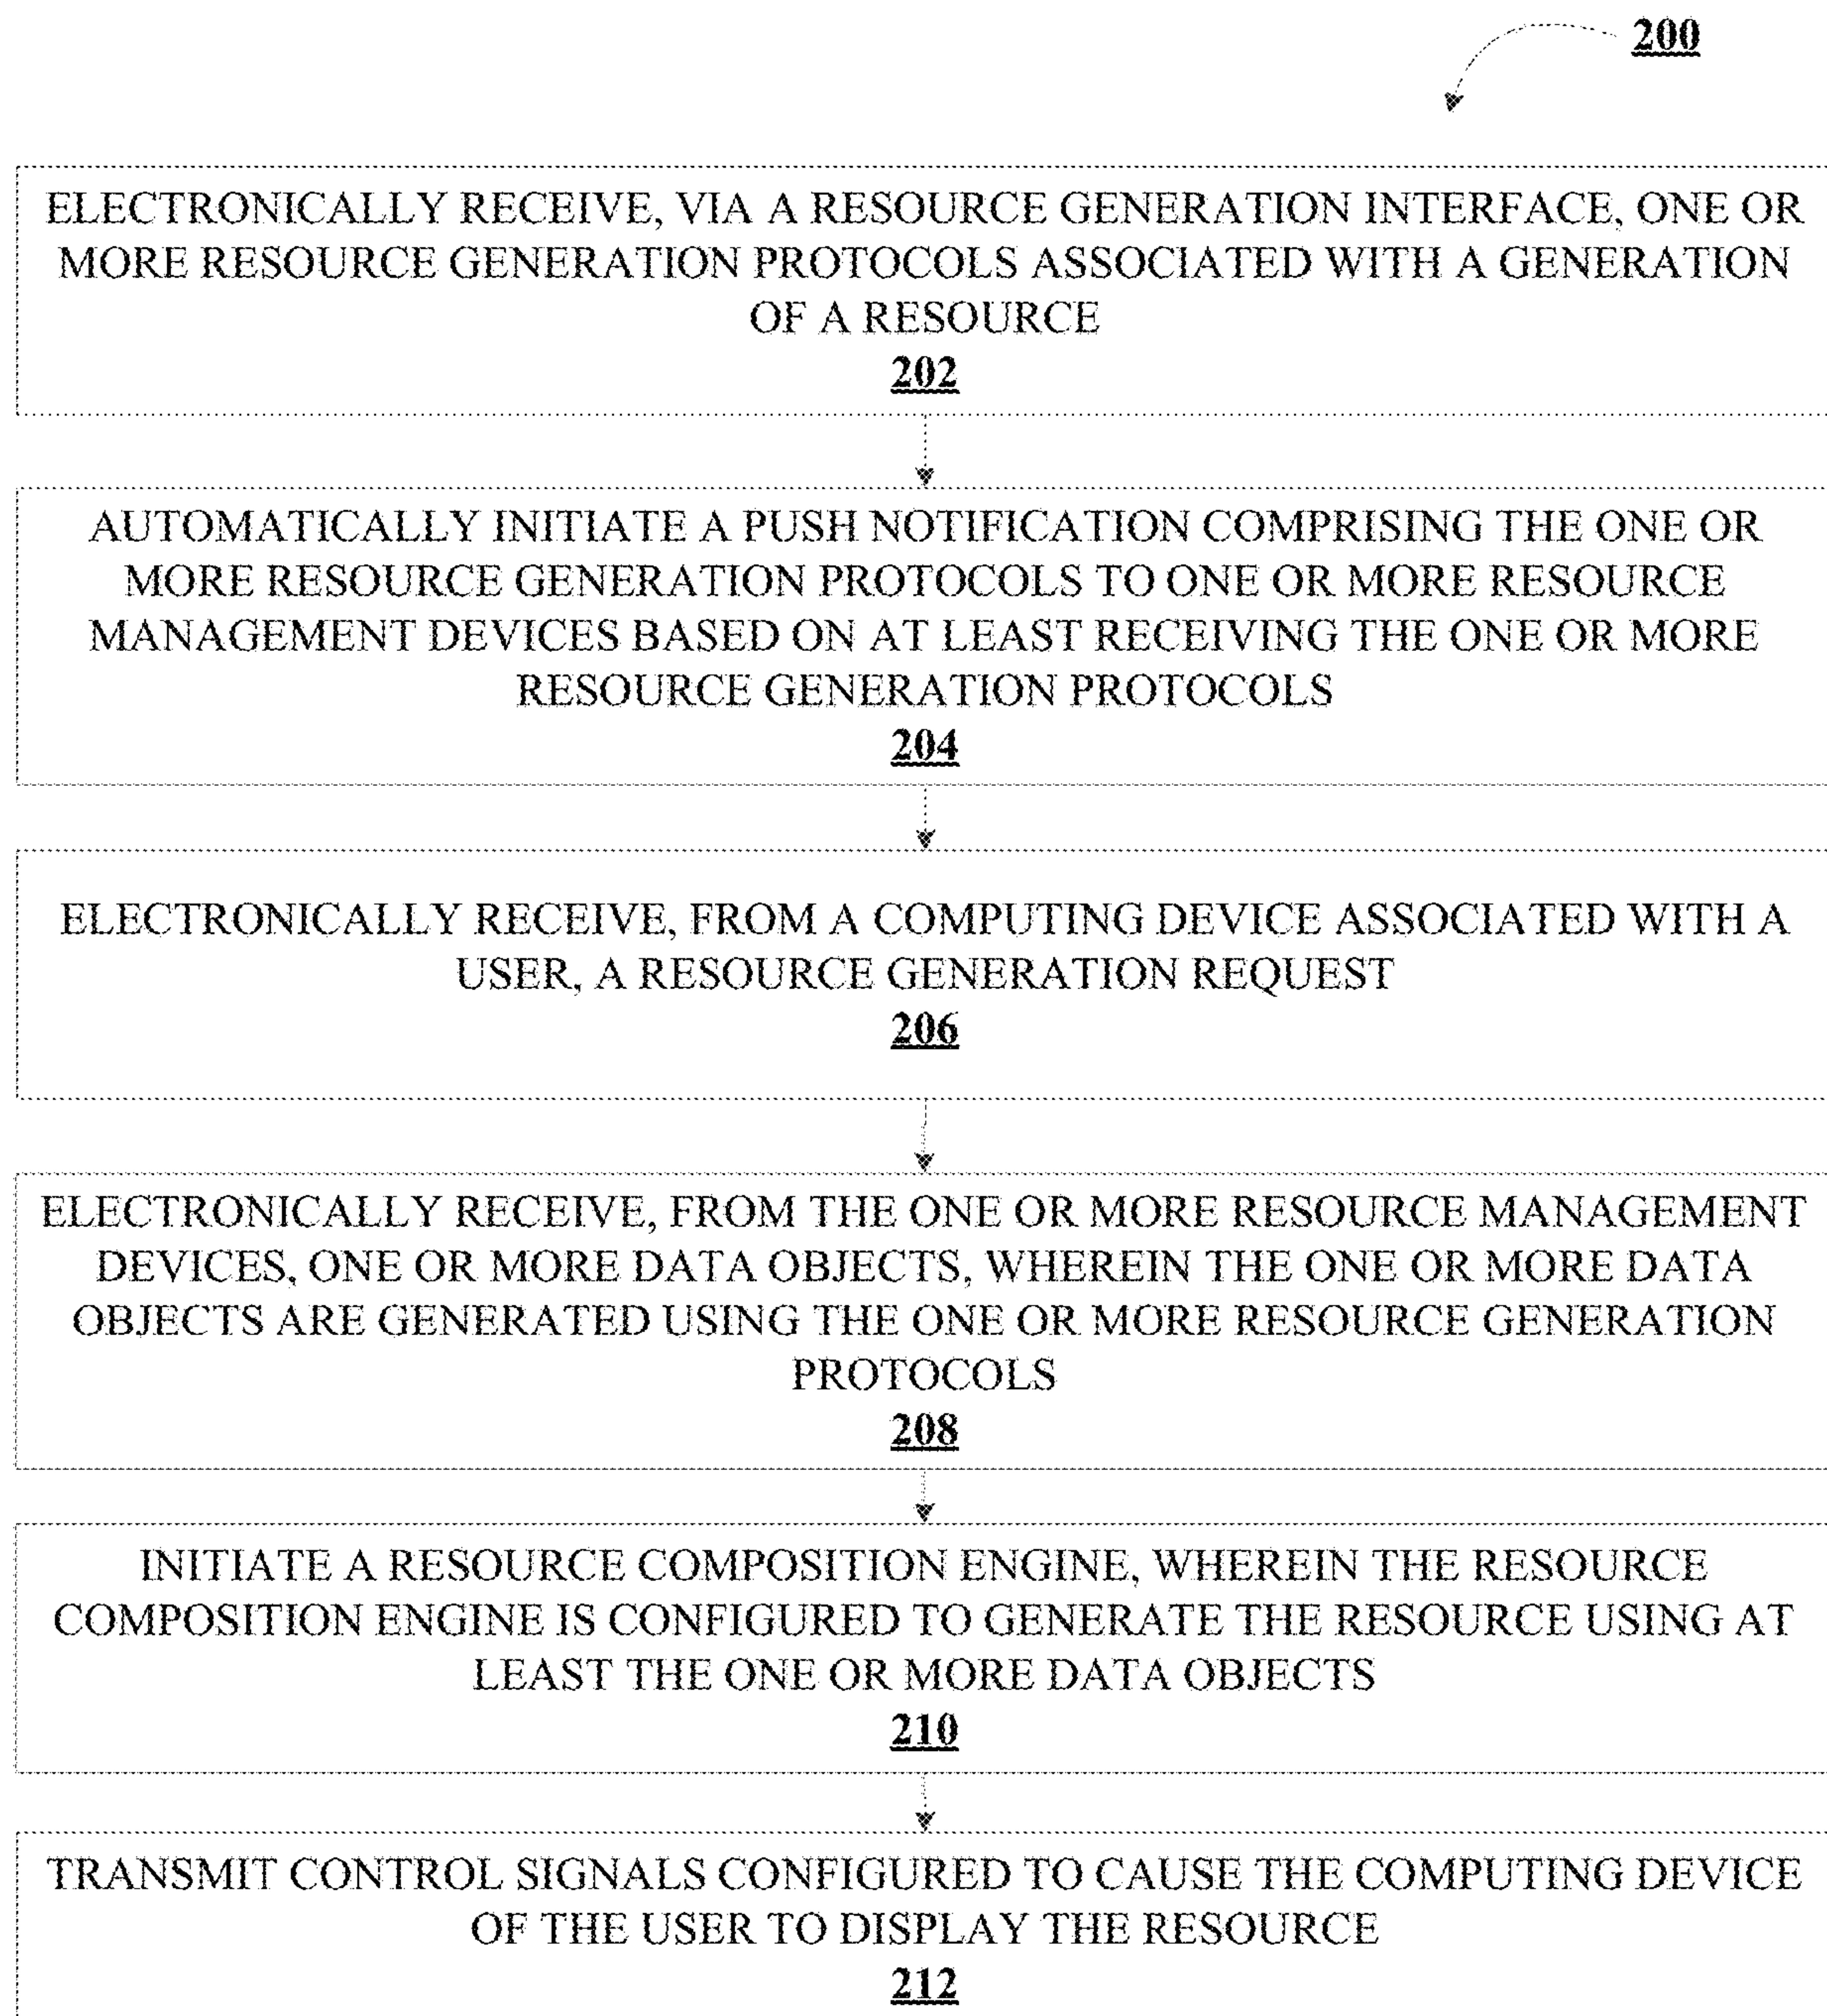 200
ELECTRONICALLY RECEIVE, VIA A RESOURCE GENERATION INTERFACE, ONE OR
MORE RESOURCE GENERATION PROTOCOLS ASSOCIATED WITH A GENERATION
OF A RESOURCE
202
AUTOMATICALLY INITIATE A PUSH NOTIFICATION COMPRISING THE ONE OR
MORE RESOURCE GENERATION PROTOCOLS TO ONE OR MORE RESOURCE
MANAGEMENT DEVICES BASED ON AT LEAST RECEIVING THE ONE OR MORE
RESOURCE GENERATION PROTOCOLS
204
ELECTRONICALLY RECEIVE, FROM A COMPUTING DEVICE ASSOCIATED WITH A
USER, A RESOURCE GENERATION REQUEST
206
ELECTRONICALLY RECEIVE, FROM THE ONE OR MORE RESOURCE MANAGEMENT
DEVICES, ONE OR MORE DATA OBJECTS, WHEREIN THE ONE OR MORE DATA
OBJECTS ARE GENERATED USING THE ONE OR MORE RESOURCE GENERATION
PROTOCOLS
208
INITIATE A RESOURCE COMPOSITION ENGINE, WHEREIN THE RESOURCE
COMPOSITION ENGINE IS CONFIGURED TO GENERATE THE RESOURCE USING AT
LEAST THE ONE OR MORE DATA OBJECTS
210
TRANSMIT CONTROL SIGNALS CONFIGURED TO CAUSE THE COMPUTING DEVICE
OF THE USER TO DISPLAY THE RESOURCE
212